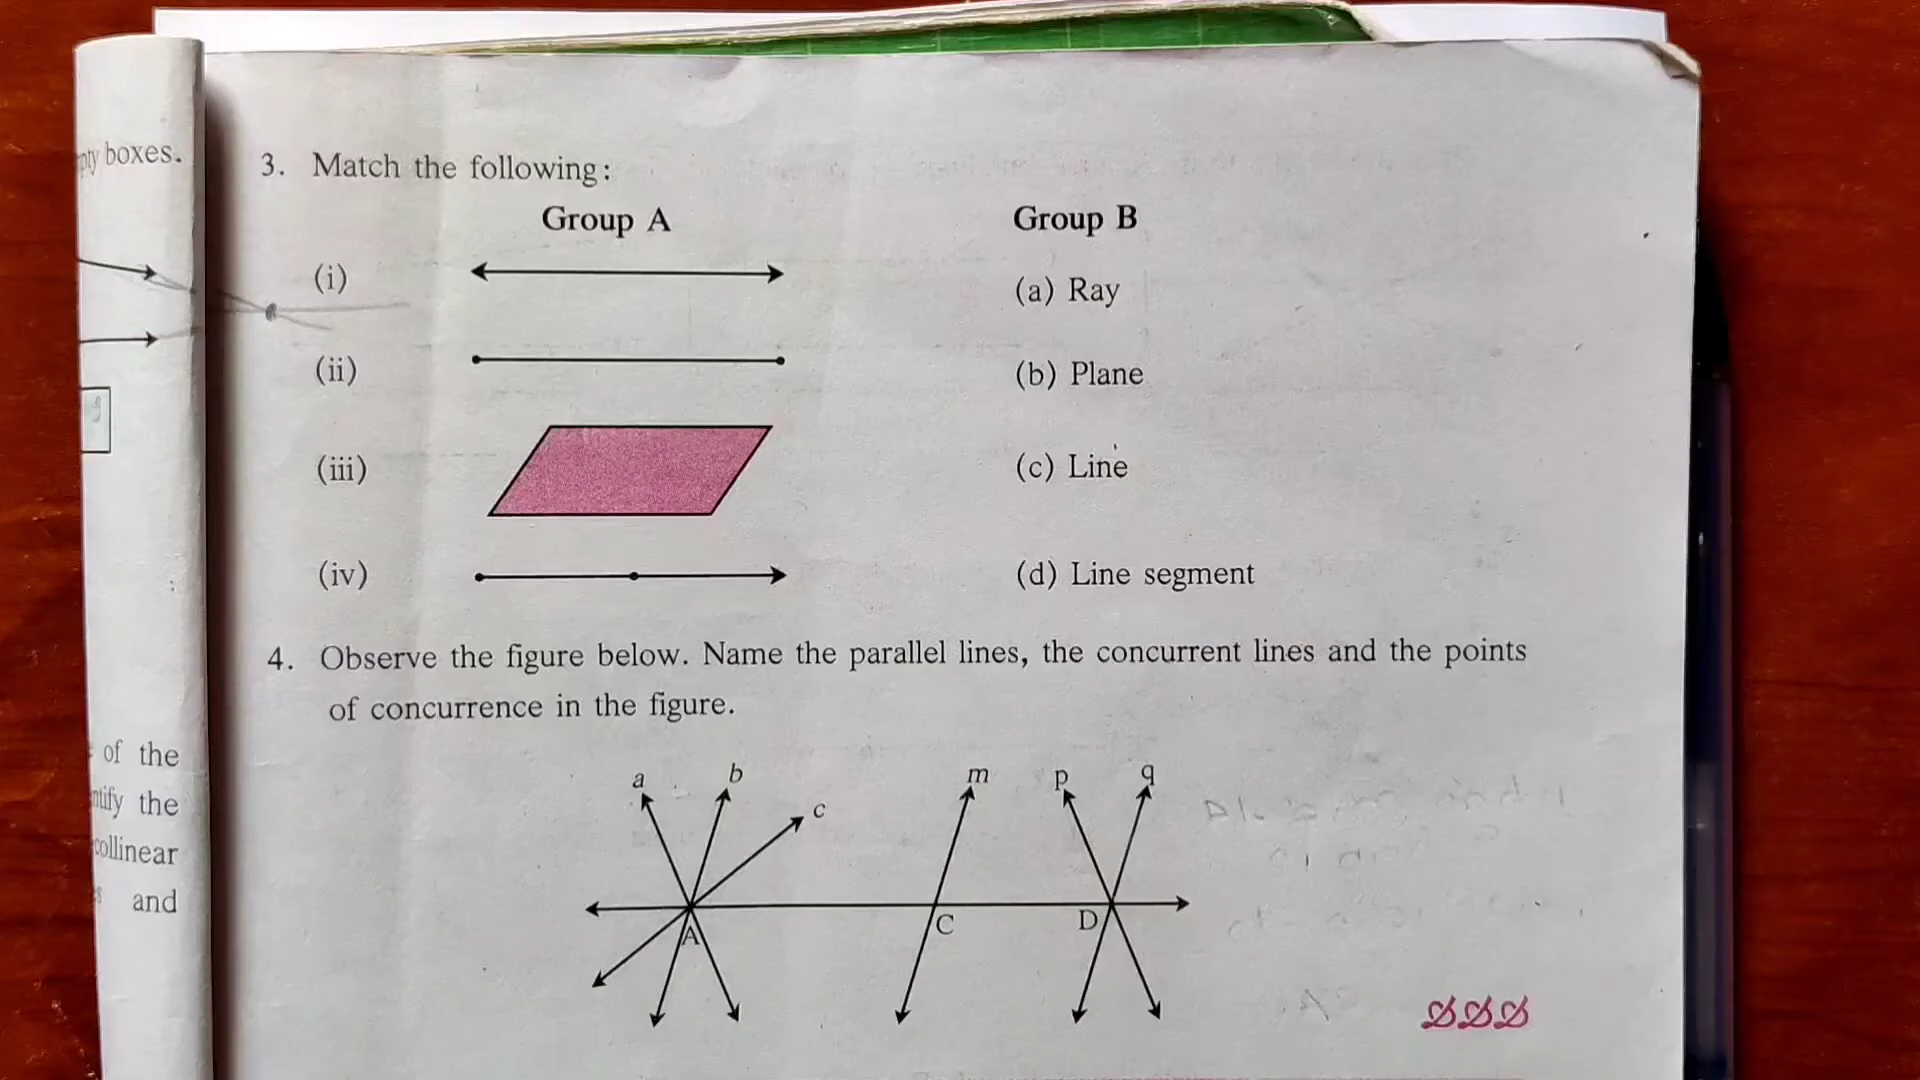 boxes.
3. Match the following:
Group A
Group B
(i)
(a) Ray
(ii)
(b) Plane
(iii)
(c) Line
(iv)
(d) Line segment
4. Observe the figure below. Name the parallel lines, the concurrent lines and the points
of concurrence in the figure.
a b c m p q
A C D
of the
the
collinear
and